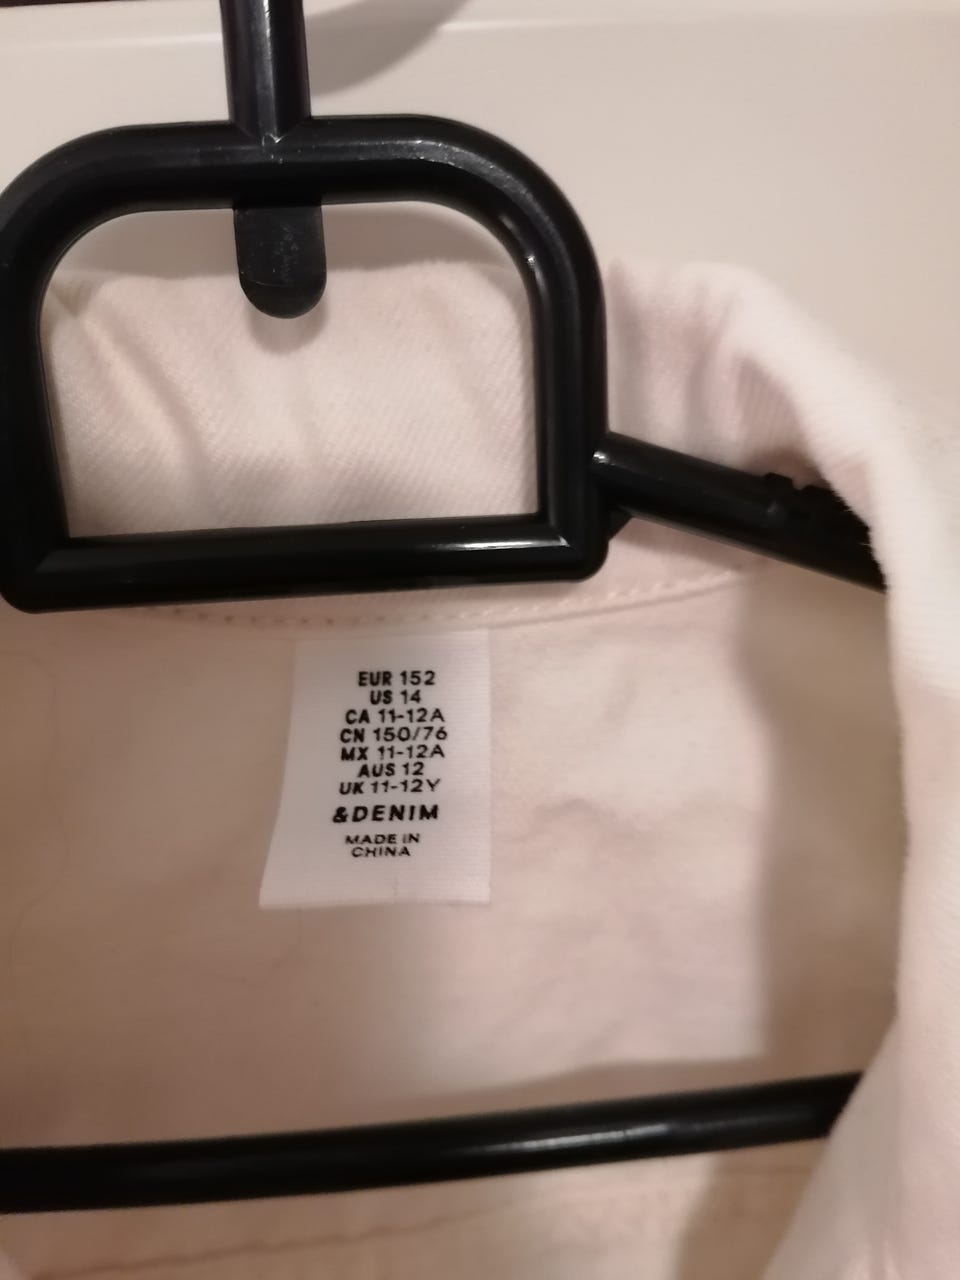 EUR 152
US 14
CA 11-12A
CN 150/76
MX 11-12A
AUS 12
UK 11-12Y
&DENIM
MADE IN
CHINA